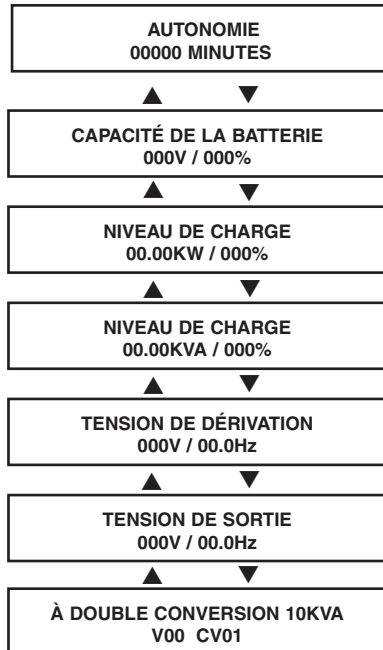 AUTONOMIE
00000 MINUTES
CAPACITÉ DE LA BATTERIE
000V / 000%
NIVEAU DE CHARGE
00.00KW / 000%
NIVEAU DE CHARGE
00.00KVA / 000%
TENSION DE DÉRIVATION
000V / 00.0Hz
TENSION DE SORTIE
000V / 00.0Hz
À DOUBLE CONVERSION 10KVA
V00 CV01